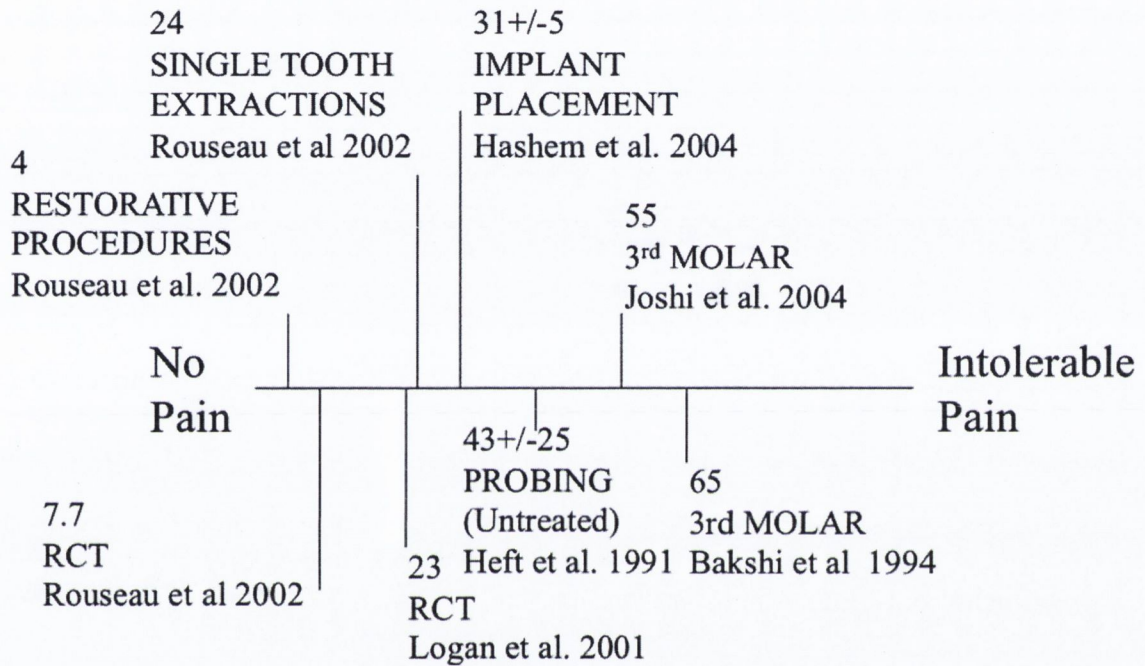 24
SINGLE TOOTH
EXTRACTIONS
Rouseau et al 2002
31+/-5
IMPLANT
PLACEMENT
Hashem et al. 2004
4
RESTORATIVE
PROCEDURES
Rouseau et al. 2002
55
3rd MOLAR
Joshi et al. 2004
No
Pain
Intolerable
Pain
7.7
RCT
Rouseau et al 2002
23
RCT
Logan et al. 2001
43+/-25
PROBING
(Untreated)
Heft et al. 1991
65
3rd MOLAR
Bakshi et al 1994